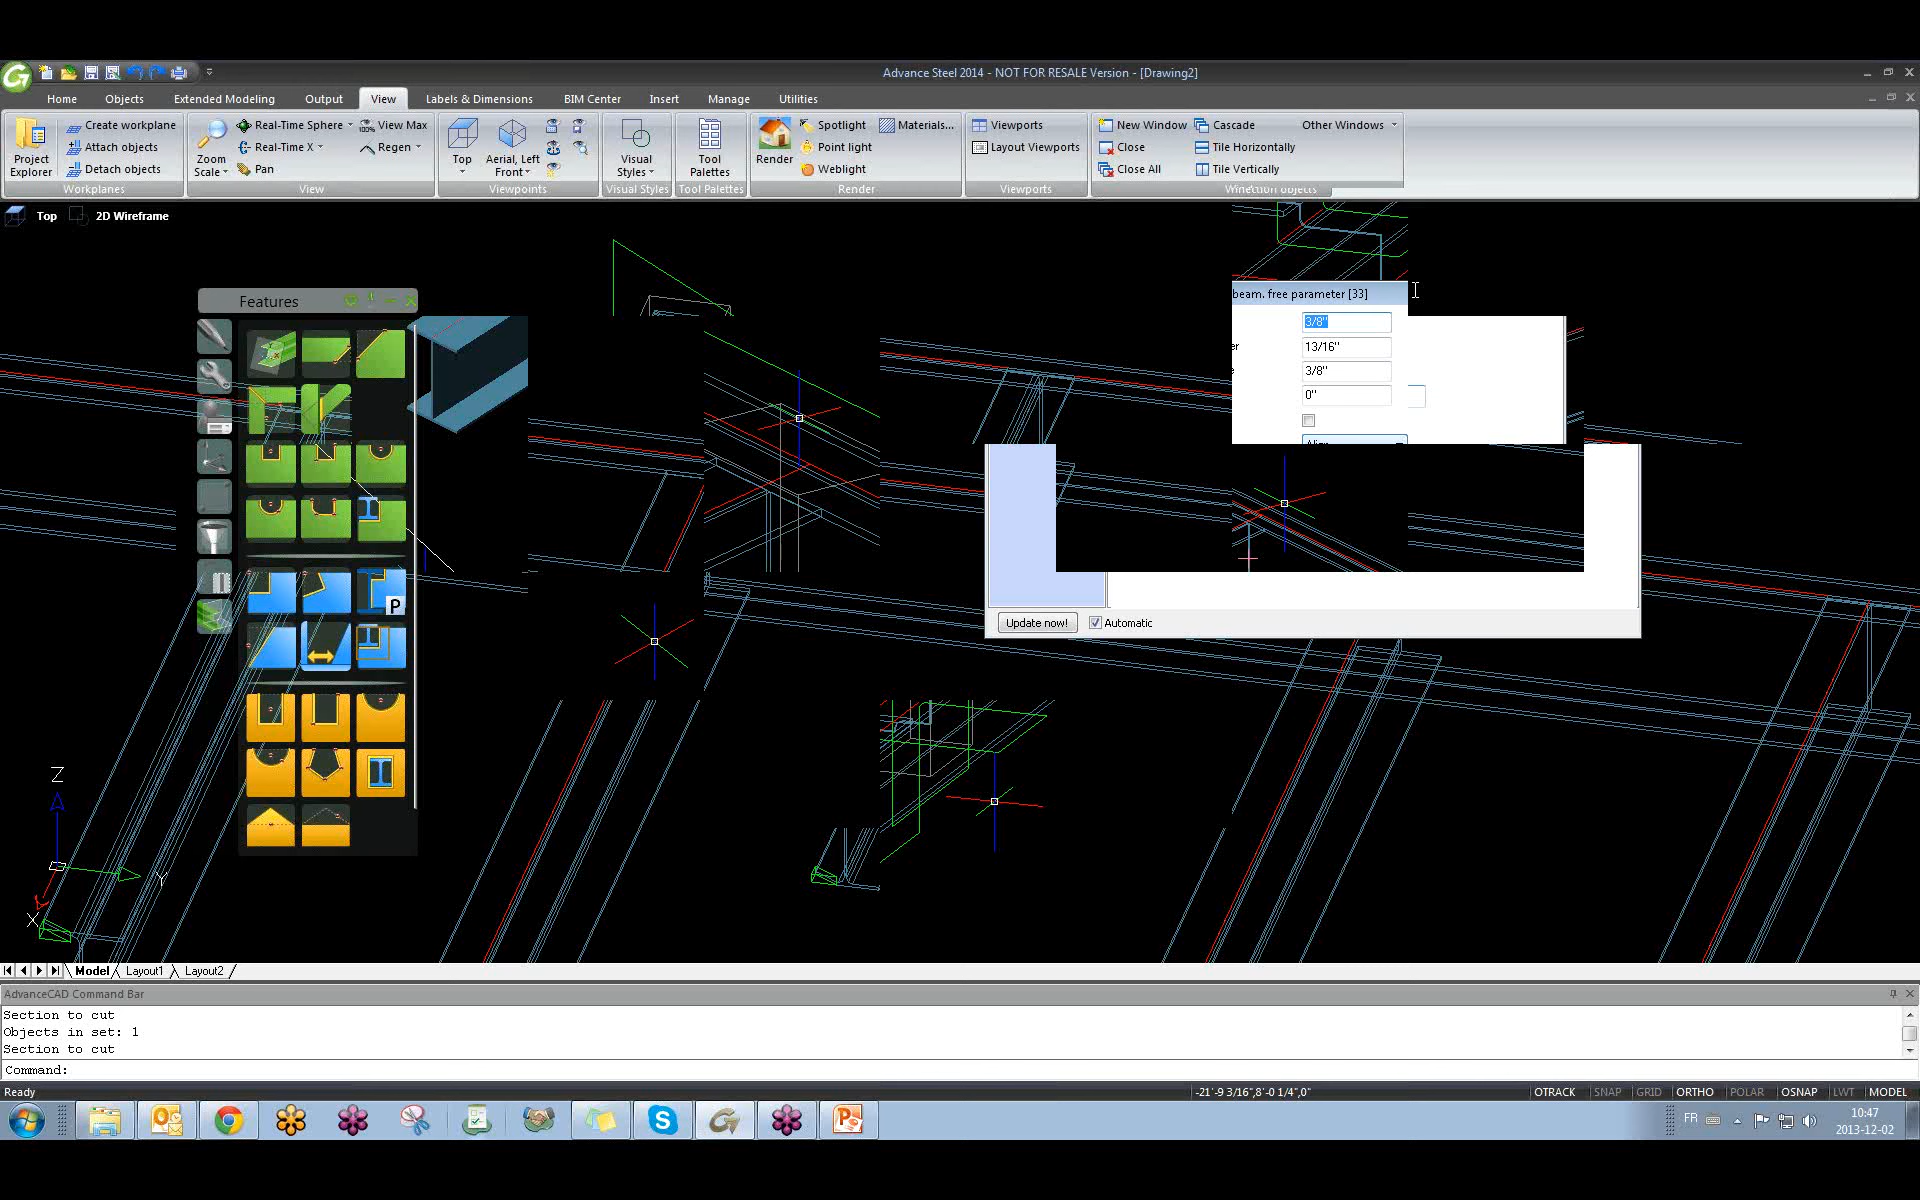 Advance Steel 2014 - NOT FOR RESALE Version - [Drawing2]
Home Objects Extended Modeling Output View Labels & Dimensions BIM Center Insert Manage Utilities
Project Explorer
Create workplane
Attach objects
Detach objects
Workplanes
Zoom Scale
Real-Time Sphere
Real-Time X
Pan
View Max
Regen
View
Top
Aerial, Left Front
Viewpoints
Visual Styles
Visual Styles
Tool Palettes
Tool Palettes
Render
Spotlight
Point light
Weblight
Materials...
Render
Viewports
Layout Viewports
Viewports
New Window
Close
Close All
Cascade
Tile Horizontally
Tile Vertically
Other Windows
Top 2D Wireframe
Features
P
beam. free parameter [33]
3/8"
er 13/16"
3/8"
0"
Update now! Automatic
Z
Y
X
Model Layout1 Layout2
AdvanceCAD Command Bar
Section to cut
Objects in set: 1
Section to cut
Command:
Ready
-21'-9 3/16",8'-0 1/4",0"
OTRACK SNAP GRID ORTHO POLAR OSNAP LWT MODEL
FR
10:47
2013-12-02